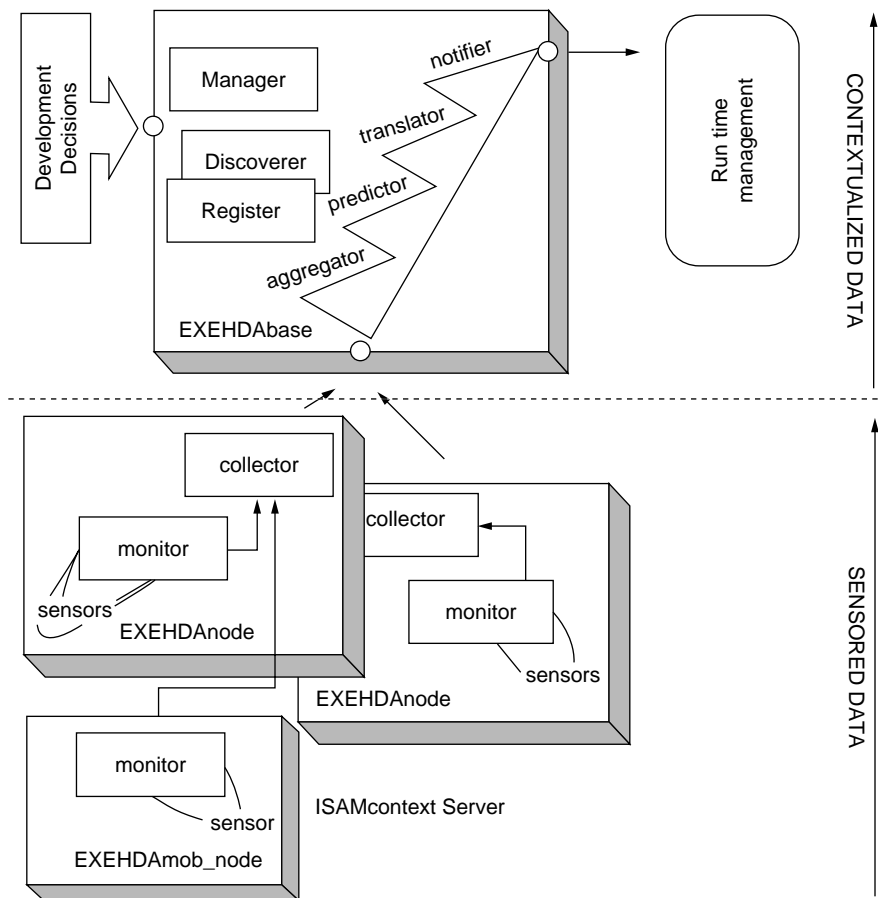 Development
Decisions
Manager
Discoverer
Register
notifier
translator
predictor
aggregator
EXEHDAbase
Run time
management
CONTEXTUALIZED DATA
collector
monitor
sensors
EXEHDAnode
collector
monitor
sensors
EXEHDAnode
monitor
sensor
EXEHDAmob_node
ISAMcontext Server
SENSORED DATA